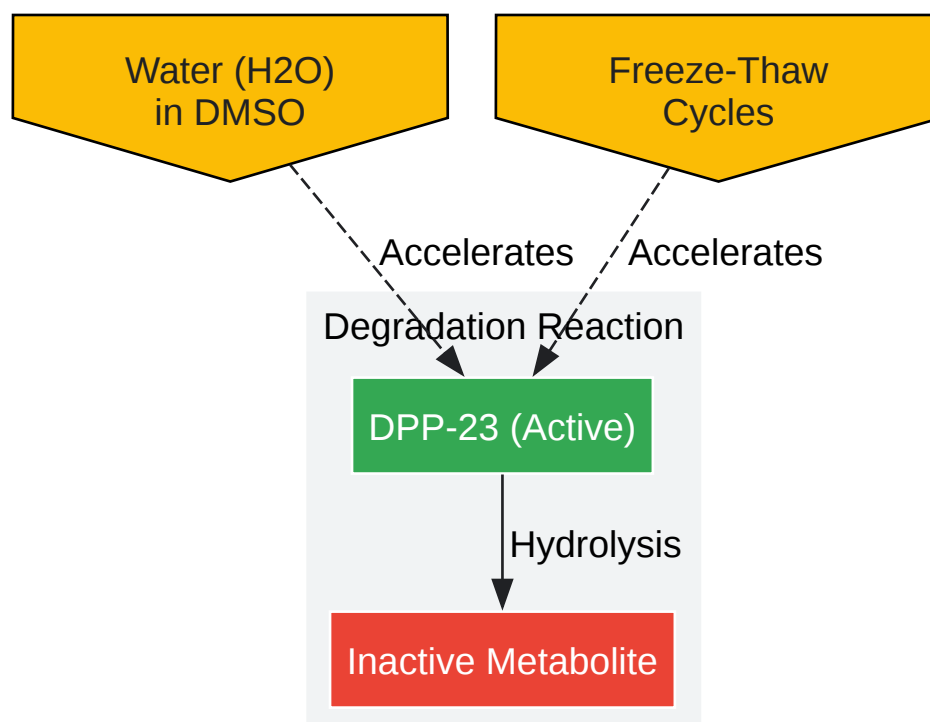 Water (H2O)
in DMSO
Freeze-Thaw
Cycles
Accelerates
Accelerates
Degradation Reaction
DPP-23 (Active)
Hydrolysis
Inactive Metabolite